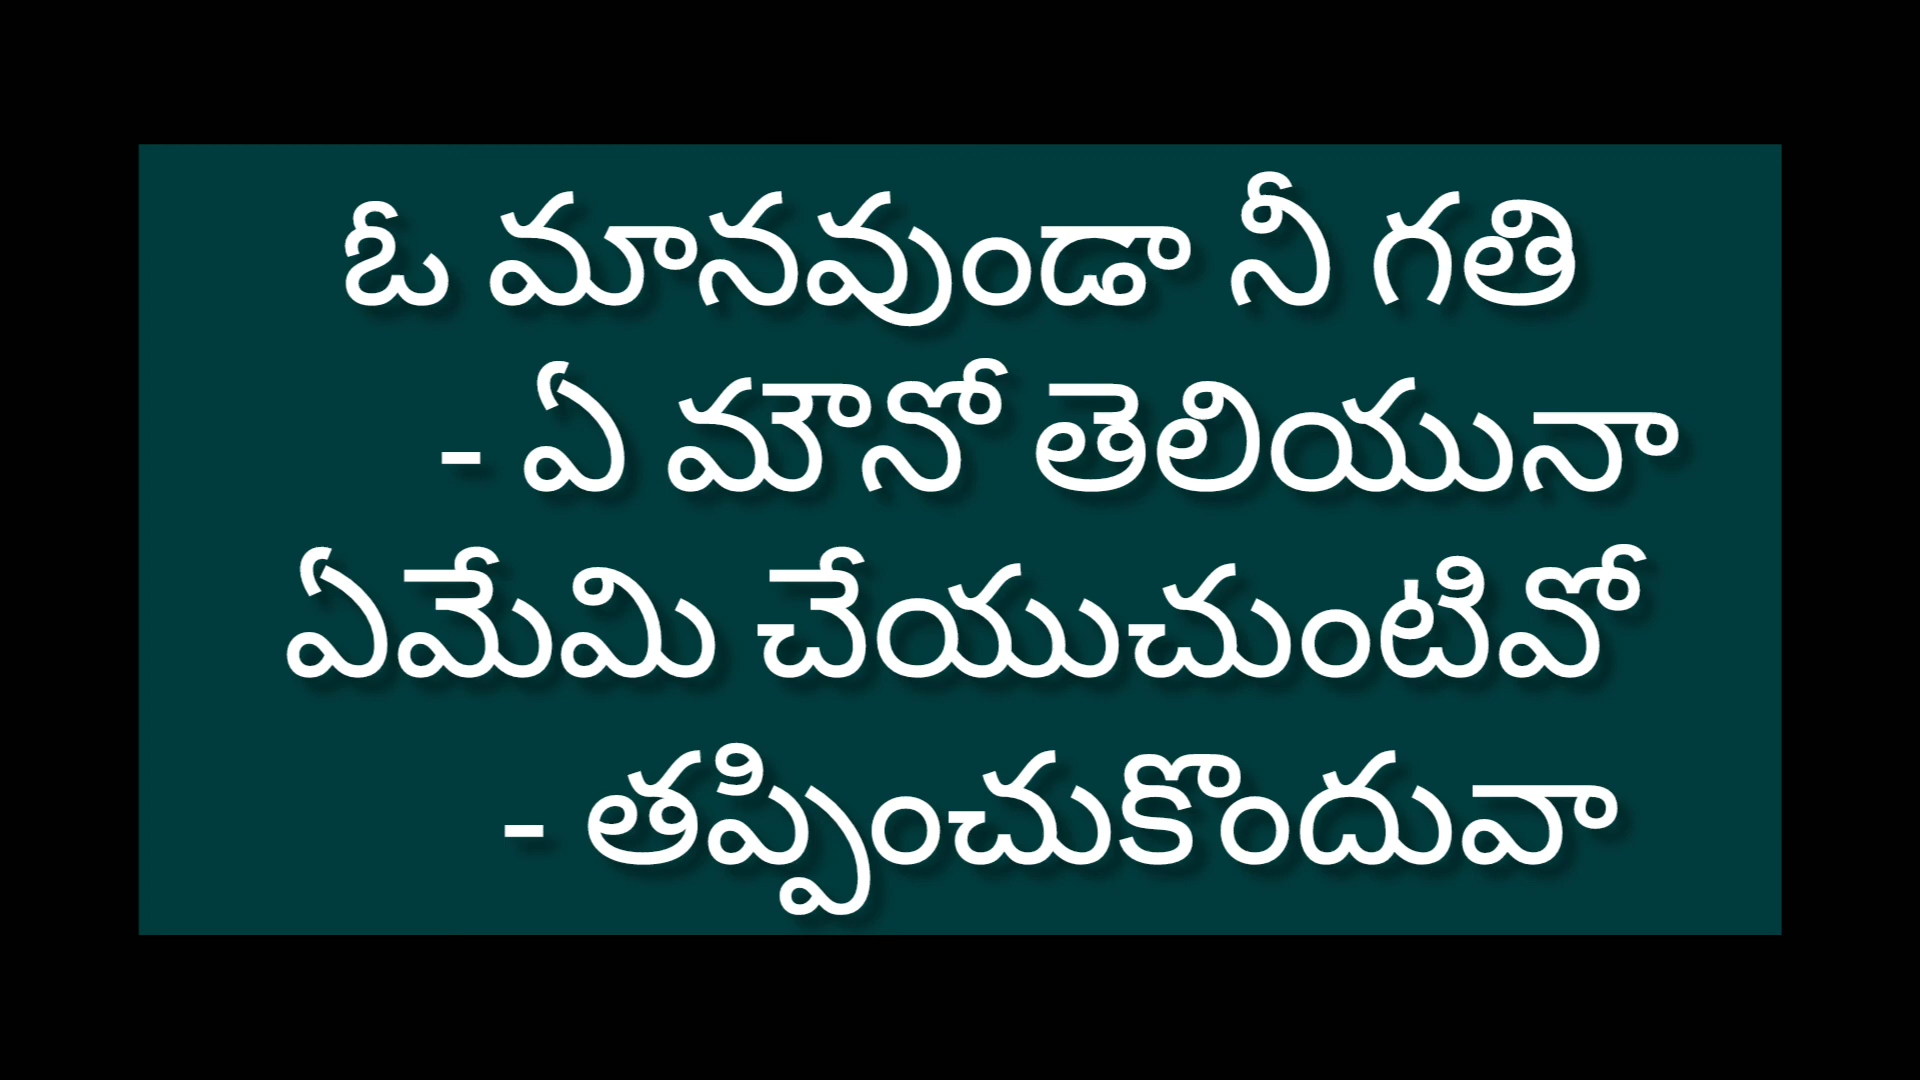 ఓ మానవుండా నీ గతి
- ఏ మౌనో తెలియునా
ఏమేమి చేయుచుంటివో
- తప్పించుకొందువా